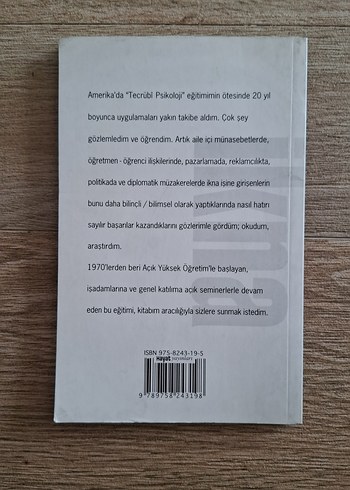 Amerika'da "Tecrübî Psikoloji" eğitimimin ötesinde 20 yıl
boyunca uygulamaları yakın takibe aldım. Çok şey
gözlemledim ve öğrendim. Artık aile içi münasebetlerde,
öğretmen - öğrenci ilişkilerinde, pazarlamada, reklamcılıkta,
politikada ve diplomatik müzakerelerde ikna işine girişenlerin
bunu daha bilinçli / bilimsel olarak yaptıklarında nasıl hatırı
sayılır başarılar kazandıklarını gözlerimle gördüm; okudum,
araştırdım.
1970'lerden beri Açık Yüksek Öğretim'le başlayan,
işadamlarına ve genel katılıma açık seminerlerle devam
eden bu eğitimi, kitabım aracılığıyla sizlere sunmak istedim.
ikna
ISBN 975-8243-19-5
Hayat yayınları
9 789758 243198